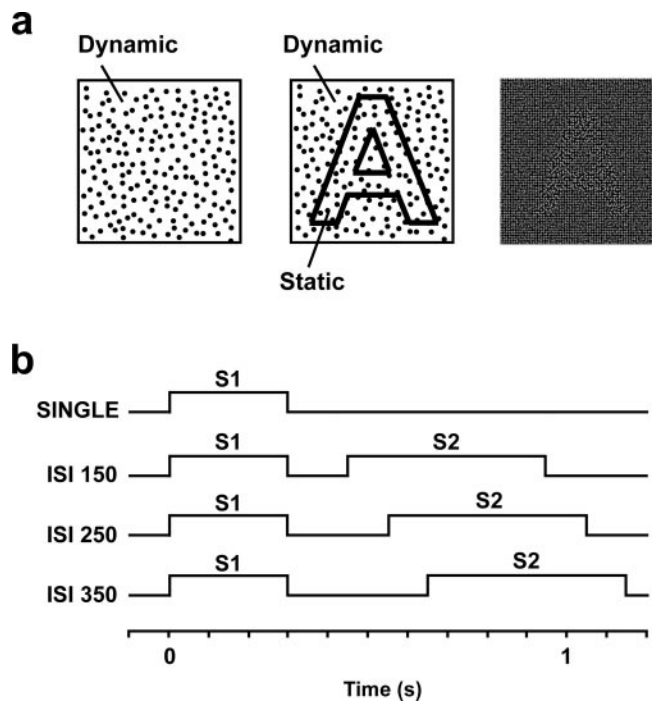 a
Dynamic Dynamic
A
Static
b
SINGLE S1
ISI 150 S1 S2
ISI 250 S1 S2
ISI 350 S1 S2
0 1
Time (s)